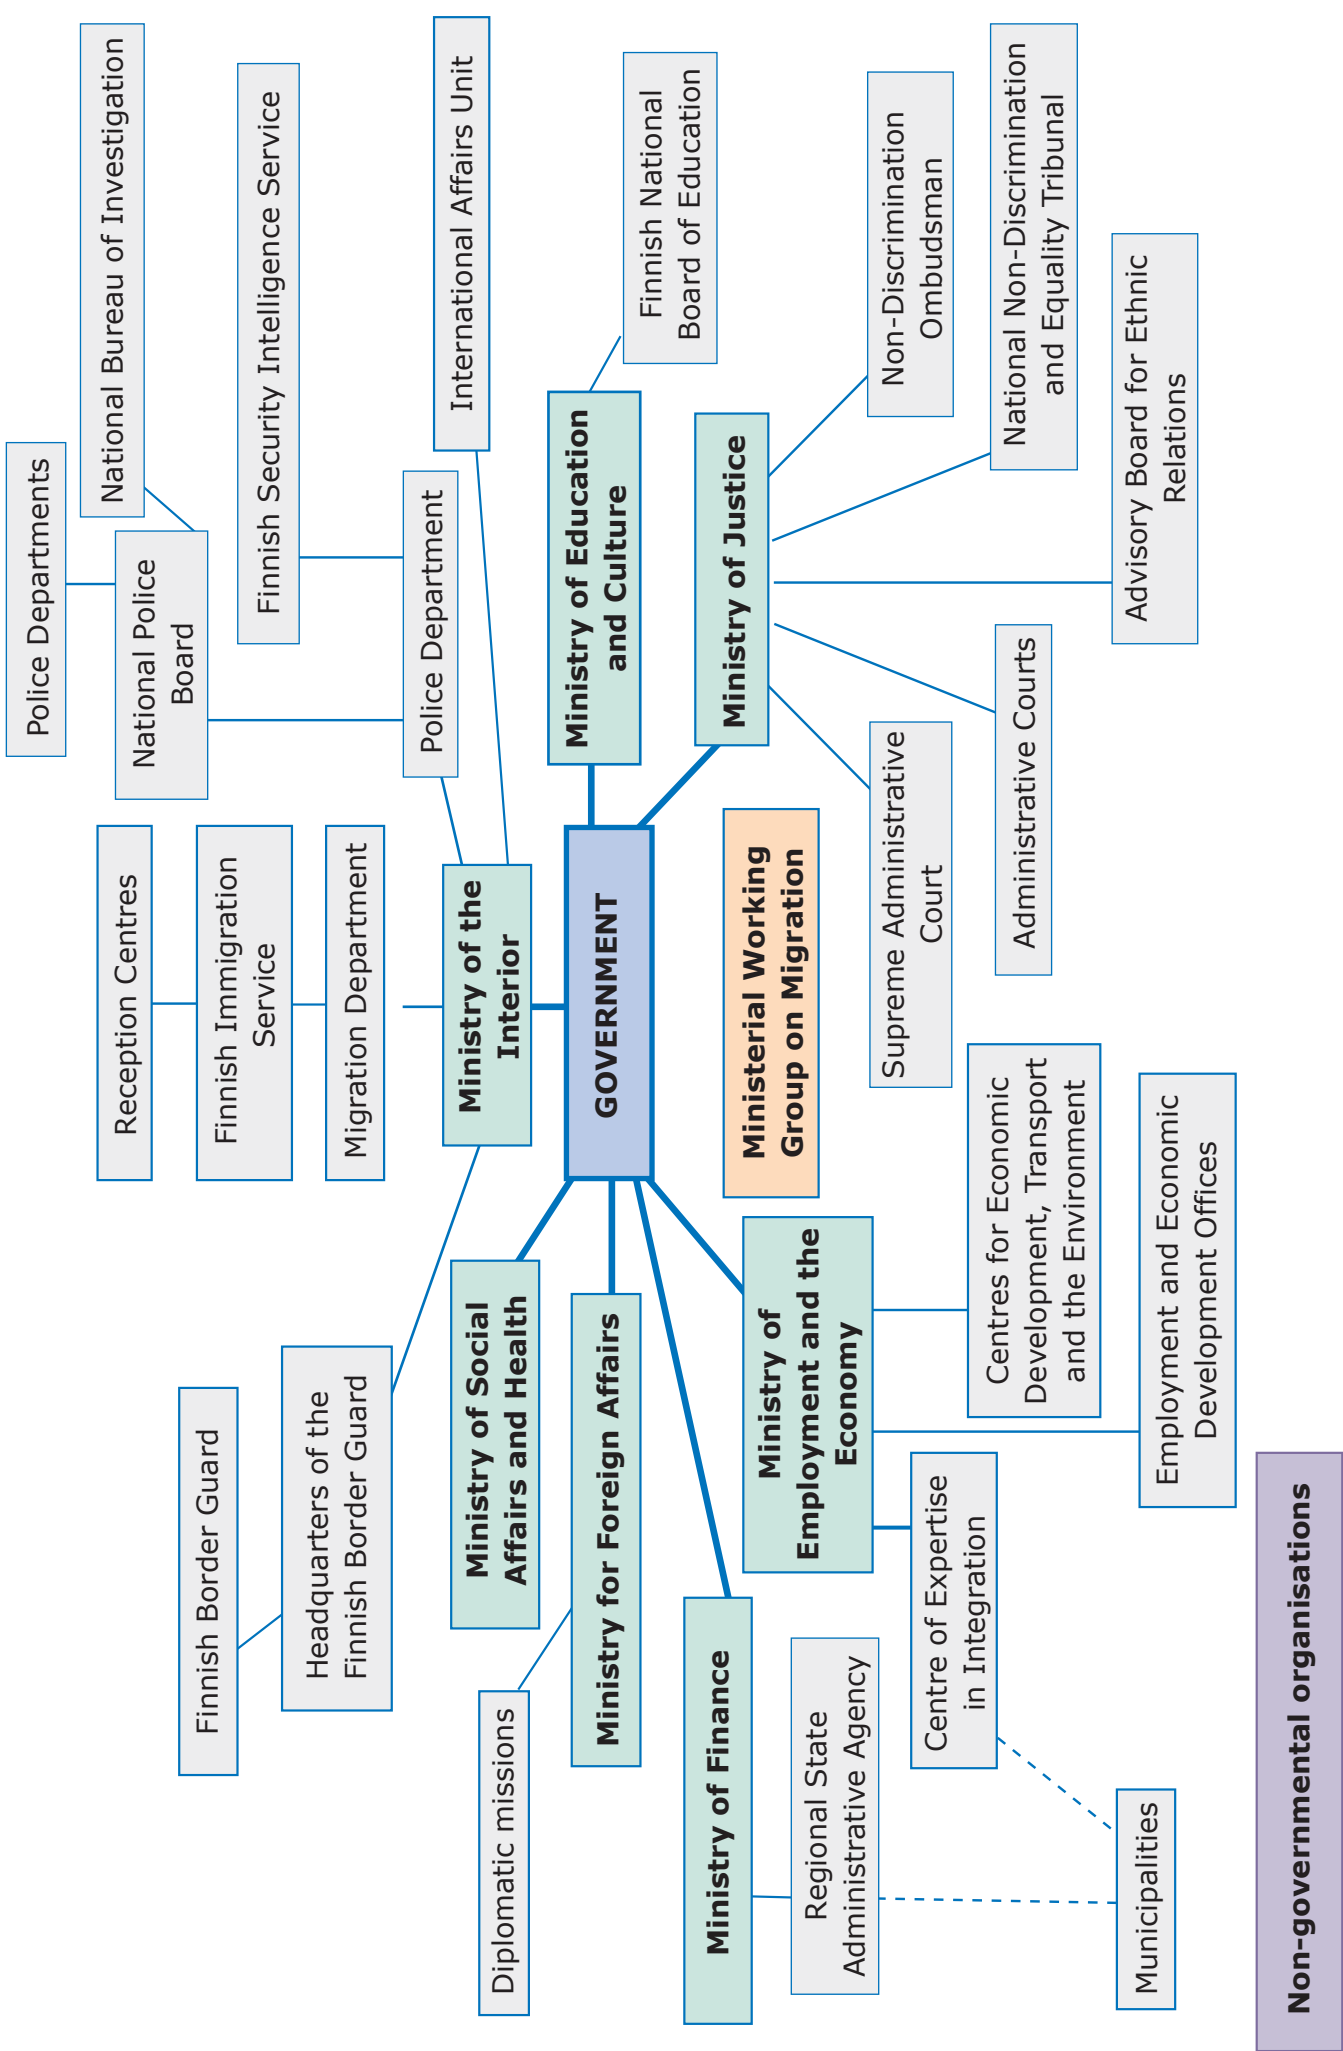 Police Departments
National Bureau of Investigation
National Police
Board
Finnish Security Intelligence Service
Police Department
International Affairs Unit
Reception Centres
Finnish Immigration
Service
Migration Department
Finnish Border Guard
Headquarters of the
Finnish Border Guard
Ministry of the
Interior
Ministry of Education
and Culture
Finnish National
Board of Education
Ministry of Social
Affairs and Health
GOVERNMENT
Diplomatic missions
Ministry for Foreign Affairs
Ministry of Justice
Non-Discrimination
Ombudsman
National Non-Discrimination
and Equality Tribunal
Advisory Board for Ethnic
Relations
Ministerial Working
Group on Migration
Supreme Administrative
Court
Administrative Courts
Ministry of Finance
Regional State
Administrative Agency
Ministry of
Employment and the
Economy
Centre of Expertise
in Integration
Centres for Economic
Development, Transport
and the Environment
Employment and Economic
Development Offices
Municipalities
Non-governmental organisations